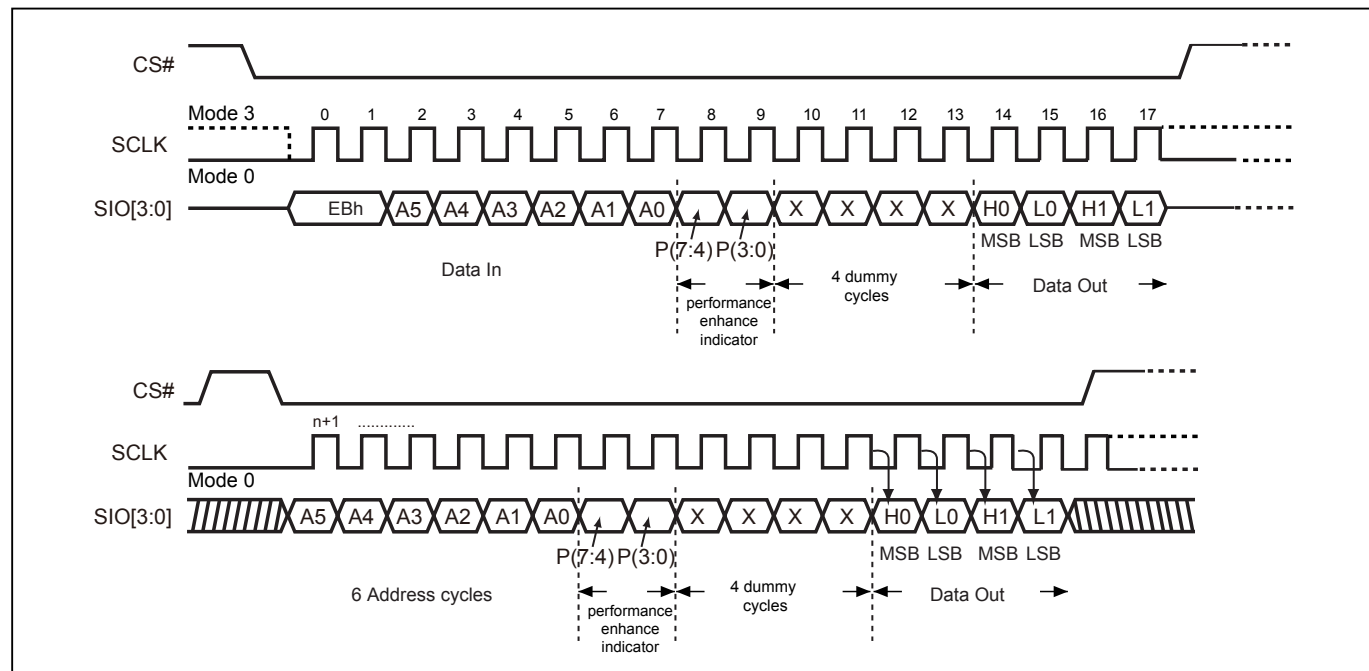 CS#
Mode 3
0 1 2 3 4 5 6 7 8 9 10 11 12 13 14 15 16 17
SCLK
Mode 0
SIO[3:0]
EBh A5 A4 A3 A2 A1 A0 X X X X H0 L0 H1 L1
MSB LSB MSB LSB
P(7:4) P(3:0)
Data In
performance
enhance
indicator
4 dummy
cycles
Data Out
CS#
n+1 .............
SCLK
Mode 0
SIO[3:0]
A5 A4 A3 A2 A1 A0 X X X X H0 L0 H1 L1
P(7:4) P(3:0)
MSB LSB MSB LSB
6 Address cycles
performance
enhance
indicator
4 dummy
cycles
Data Out